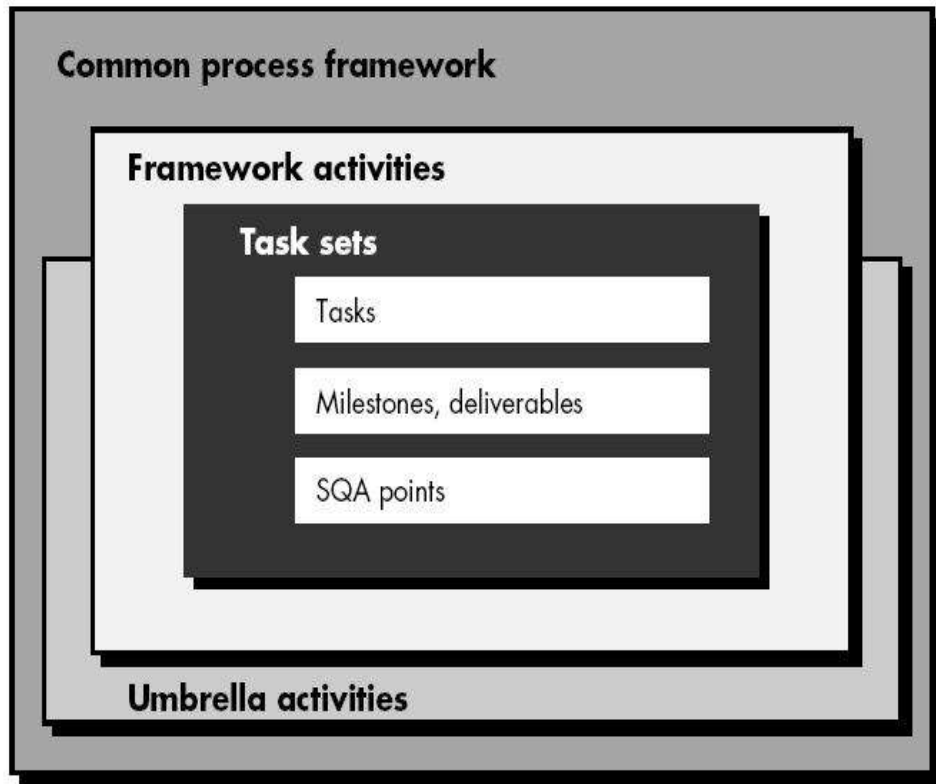 Common process framework
Framework activities
Task sets
Tasks
Milestones, deliverables
SQA points
Umbrella activities